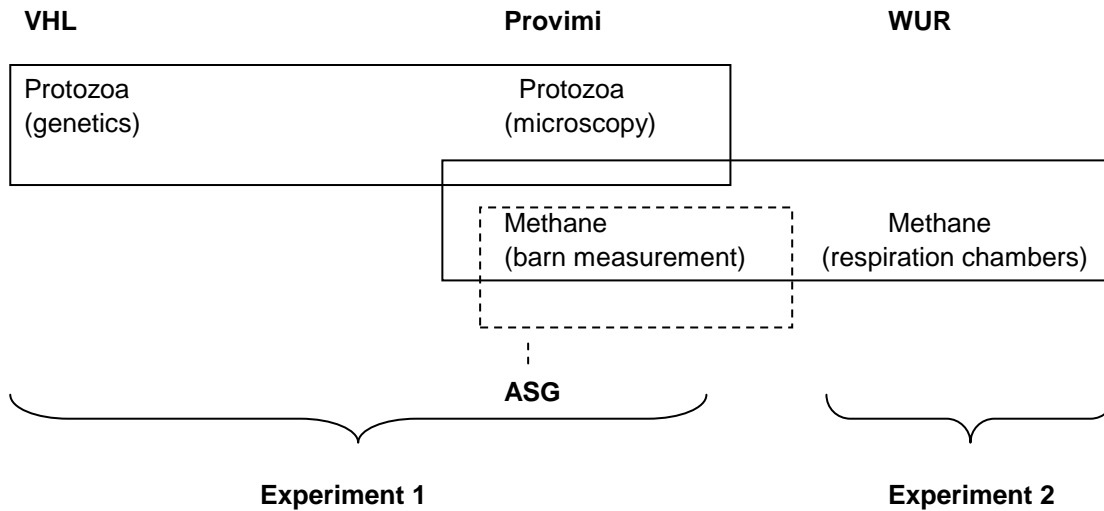 VHL Provimi WUR
Protozoa Protozoa
(genetics) (microscopy)
Methane Methane
(barn measurement) (respiration chambers)
ASG
Experiment 1 Experiment 2